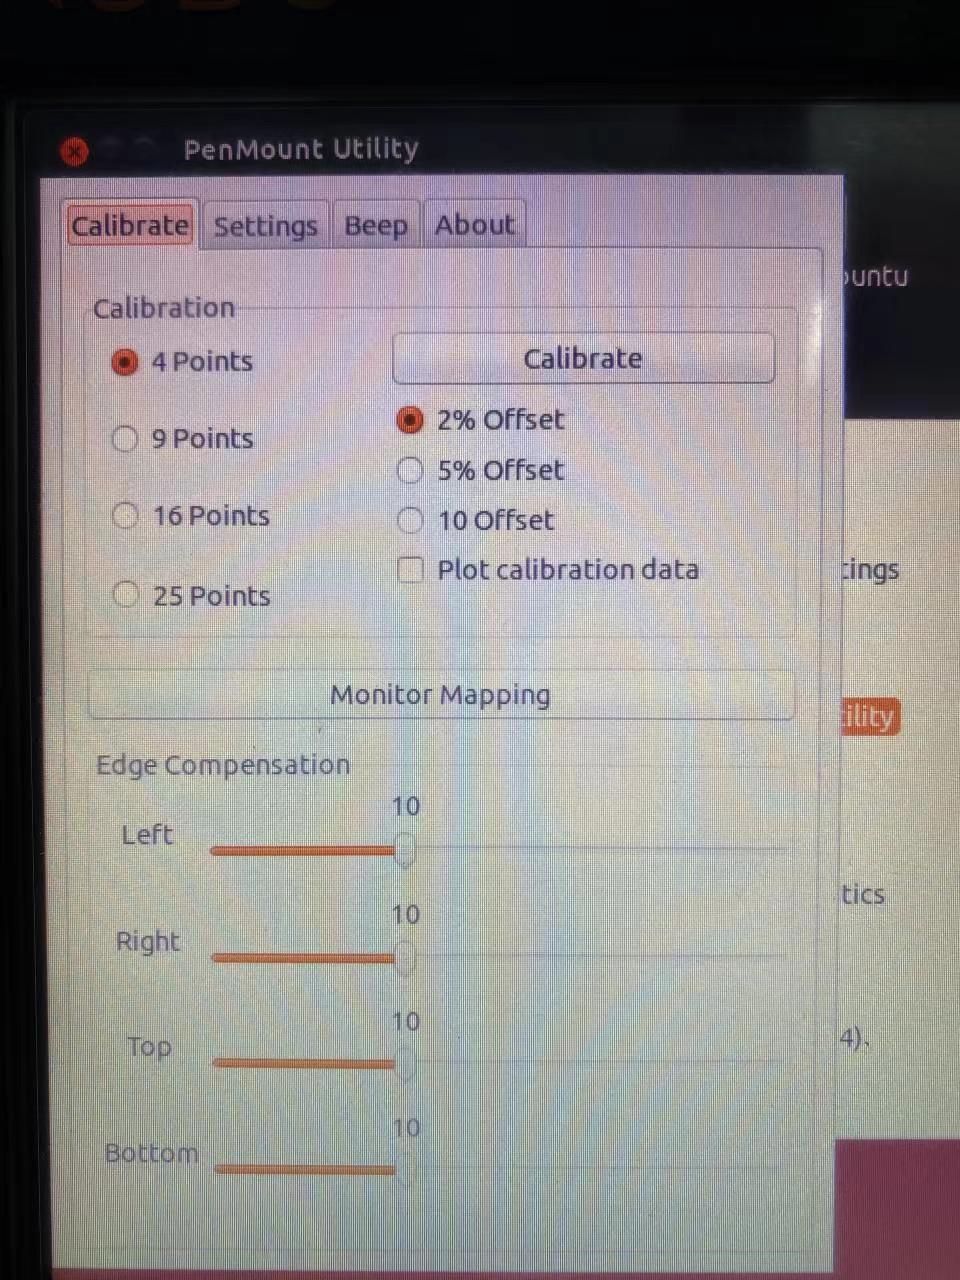 PenMount Utility
Calibrate Settings Beep About
Calibration
4 Points
Calibrate
2% Offset
9 Points
5% Offset
16 Points
10 Offset
Plot calibration data
25 Points
Monitor Mapping
Edge Compensation
10
Left
10
Right
10
Top
10
Bottom
untu
tings
ility
tics
4).